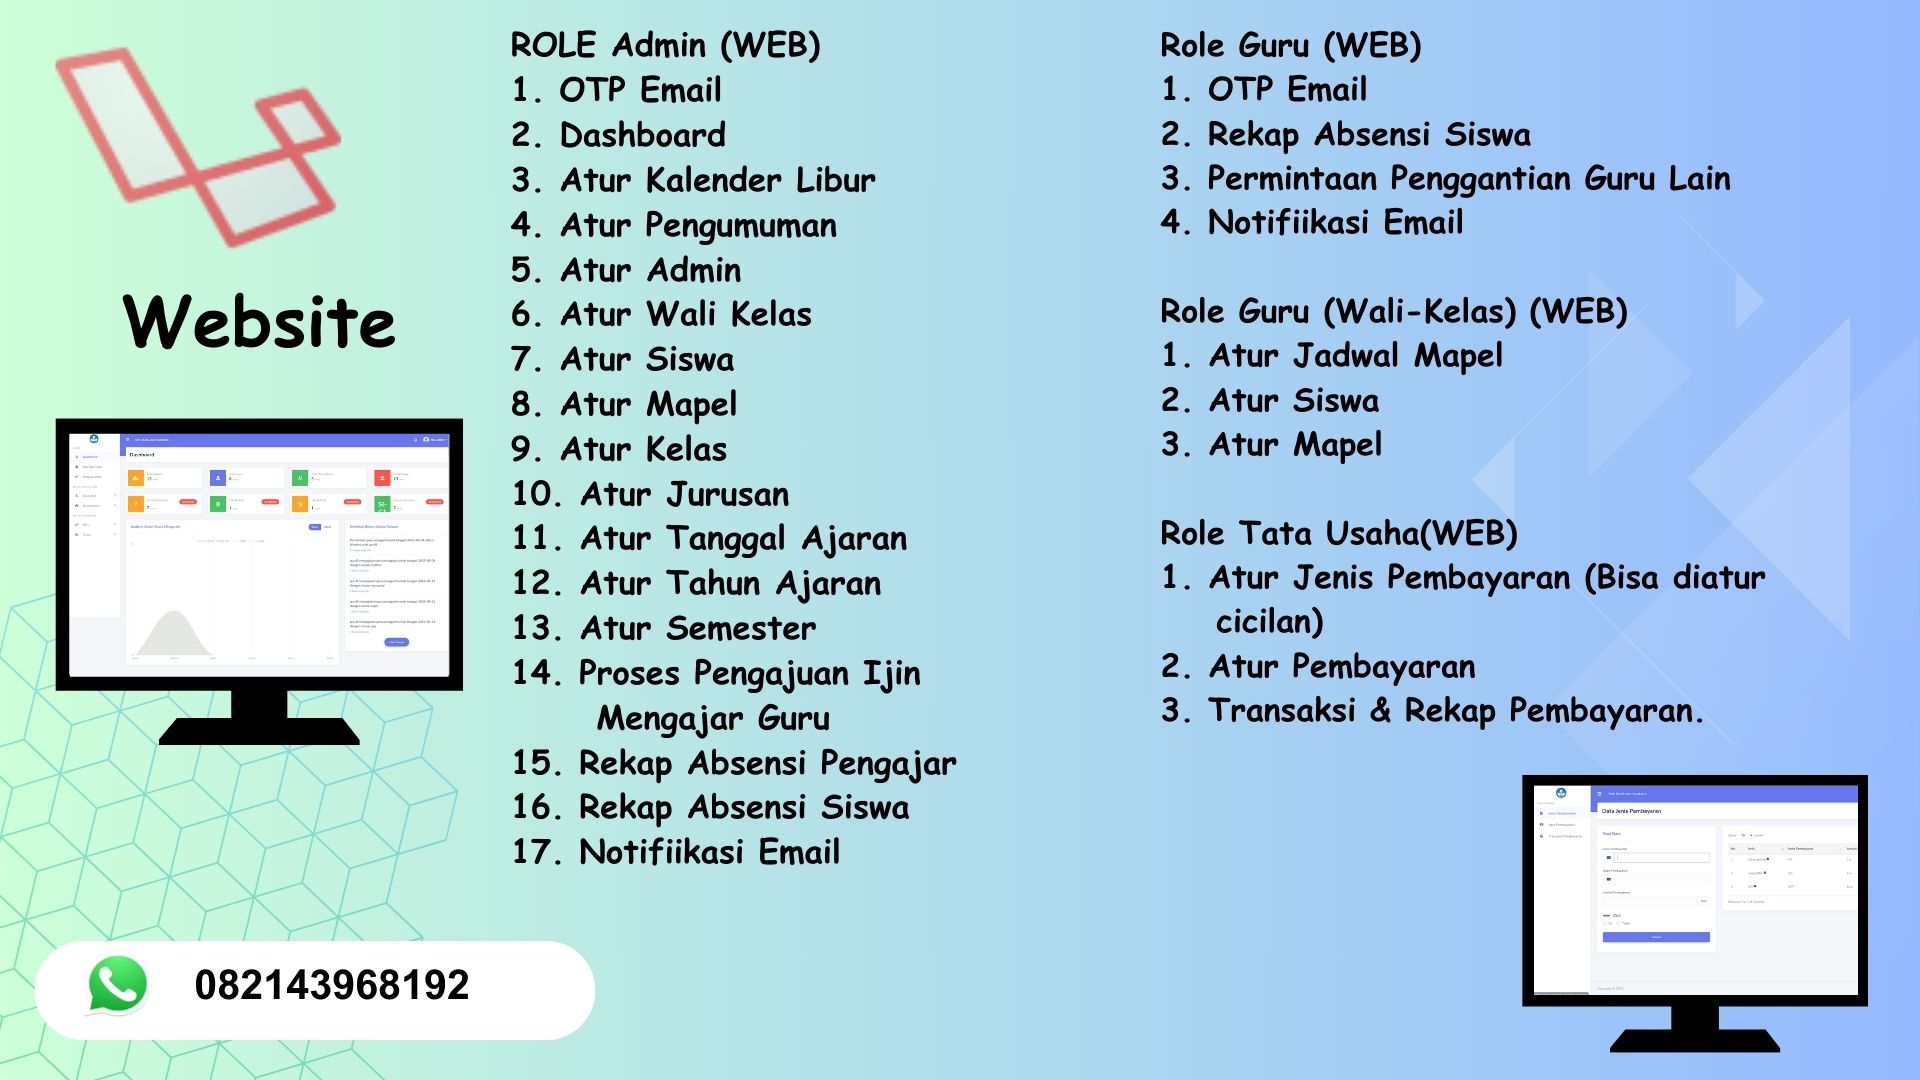 Website
ROLE Admin (WEB)
1. OTP Email
2. Dashboard
3. Atur Kalender Libur
4. Atur Pengumuman
5. Atur Admin
6. Atur Wali Kelas
7. Atur Siswa
8. Atur Mapel
9. Atur Kelas
10. Atur Jurusan
11. Atur Tanggal Ajaran
12. Atur Tahun Ajaran
13. Atur Semester
14. Proses Pengajuan Ijin
Mengajar Guru
15. Rekap Absensi Pengajar
16. Rekap Absensi Siswa
17. Notifiikasi Email
Role Guru (WEB)
1. OTP Email
2. Rekap Absensi Siswa
3. Permintaan Penggantian Guru Lain
4. Notifiikasi Email
Role Guru (Wali-Kelas) (WEB)
1. Atur Jadwal Mapel
2. Atur Siswa
3. Atur Mapel
Role Tata Usaha(WEB)
1. Atur Jenis Pembayaran (Bisa diatur
cicilan)
2. Atur Pembayaran
3. Transaksi & Rekap Pembayaran.
Dashboard
Data Jenis Pembayaran
082143968192